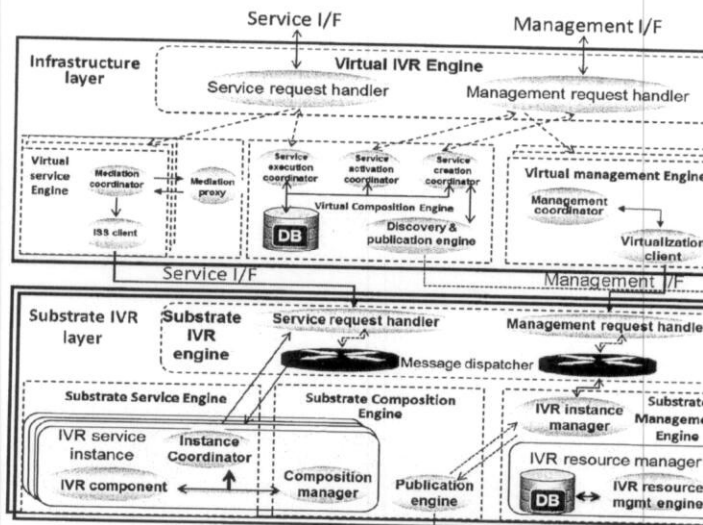 Service I/F
Management I/F
Infrastructure
layer
Virtual IVR Engine
Service request handler
Management request handler
Virtual
service
Engine
Mediation
coordinator
Mediation
proxy
ISS client
Service
execution
coordinator
Service
activation
coordinator
Service
creation
coordinator
Virtual Composition Engine
DB
Discovery &
publication engine
Virtual management Engine
Management
coordinator
Virtualization
client
Service I/F
Management I/F
Substrate IVR
layer
Substrate
IVR
engine
Service request handler
Management request handle
Message dispatcher
Substrate Service Engine
IVR service
instance
Instance
Coordinator
IVR component
Substrate Composition
Engine
Composition
manager
Publication
engine
IVR instance
manager
Substrat
Manageme
Engine
IVR resource manager
DB
IVR resource
mgmt engine